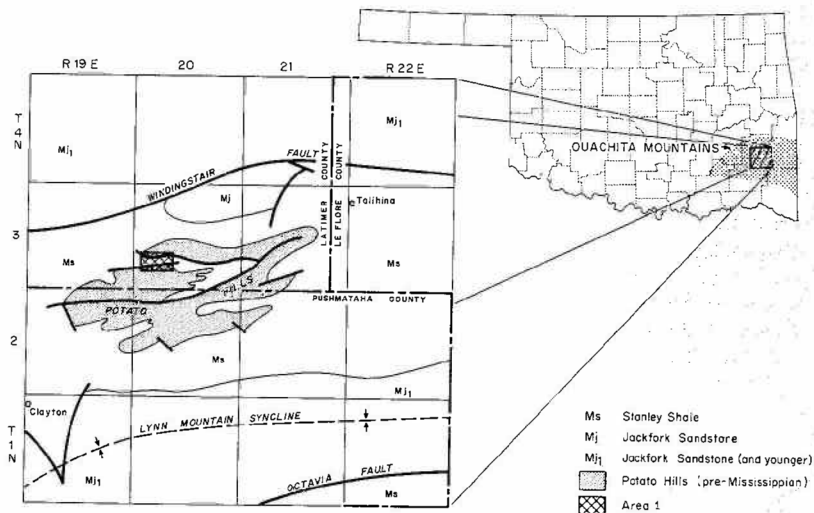 R 19 E 20 21 R 22 E
T 4 N
3
2
T 1 N
Mj1
Mj1
WINDINGSTAIR FAULT
Mj
LATIMER COUNTY
LE FLORE COUNTY
Talihina
Ms
Ms
POTATO HILLS
PUSHMATAHA COUNTY
Ms
Mj1
Clayton
LYNN MOUNTAIN SYNCLINE
Mj1
OCTAVIA FAULT
Ms
OUACHITA MOUNTAINS
Ms Stanley Shale
Mj Jackfork Sandstone
Mj1 Jackfork Sandstone (and younger)
Potato Hills (pre-Mississippian)
Area 1